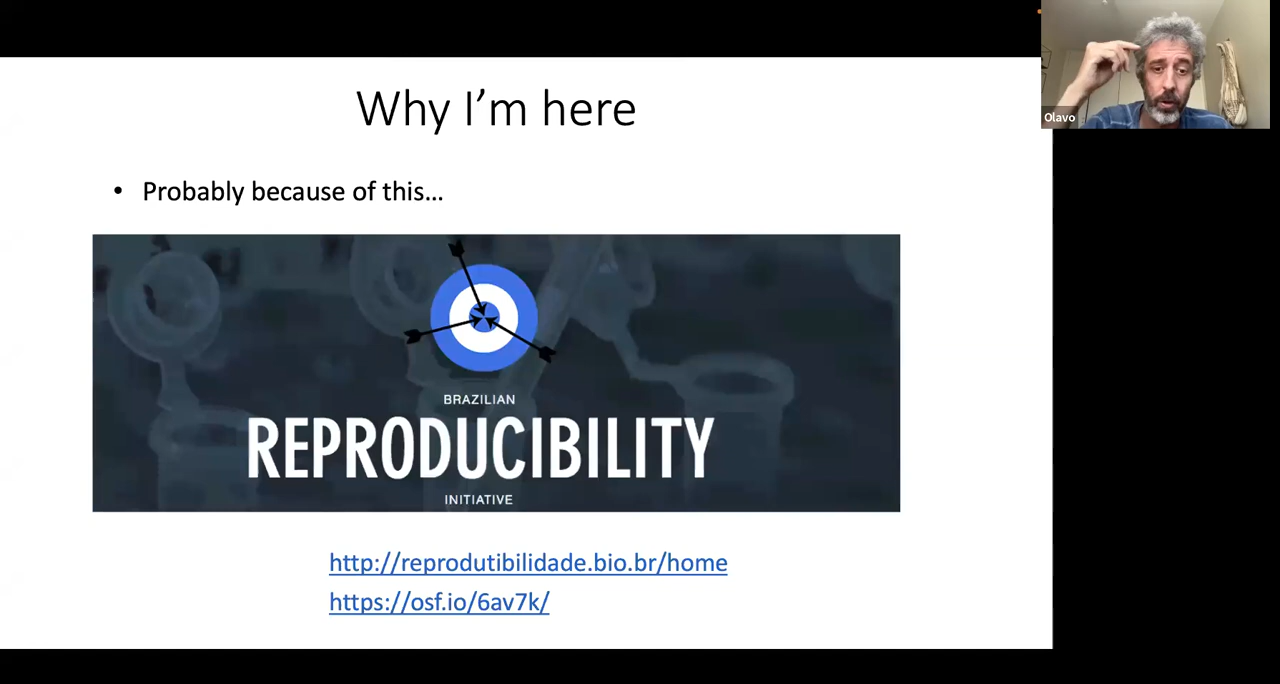 Why I’m here
• Probably because of this…
BRAZILIAN
REPRODUCIBILITY
INITIATIVE
http://reprodutibilidade.bio.br/home
https://osf.io/6av7k/
Olavo